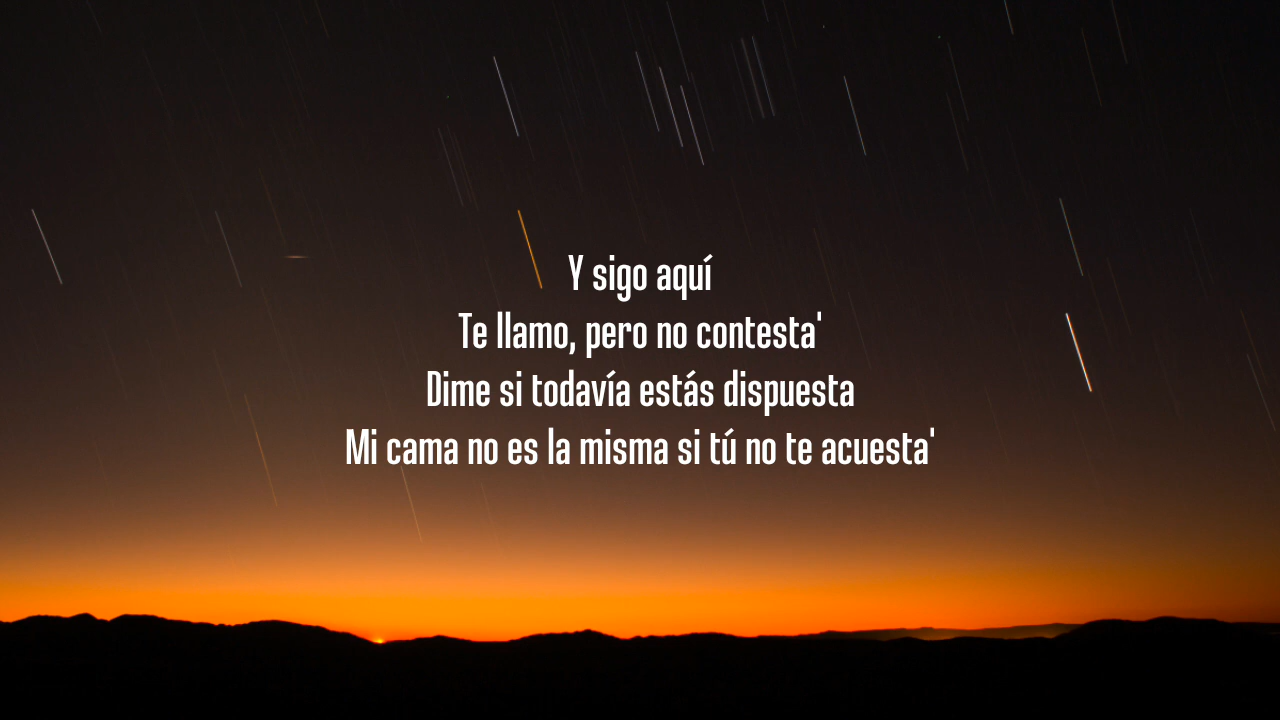 Y sigo aquí
Te llamo, pero no contesta'
Dime si todavía estás dispuesta
Mi cama no es la misma si tú no te acuesta'